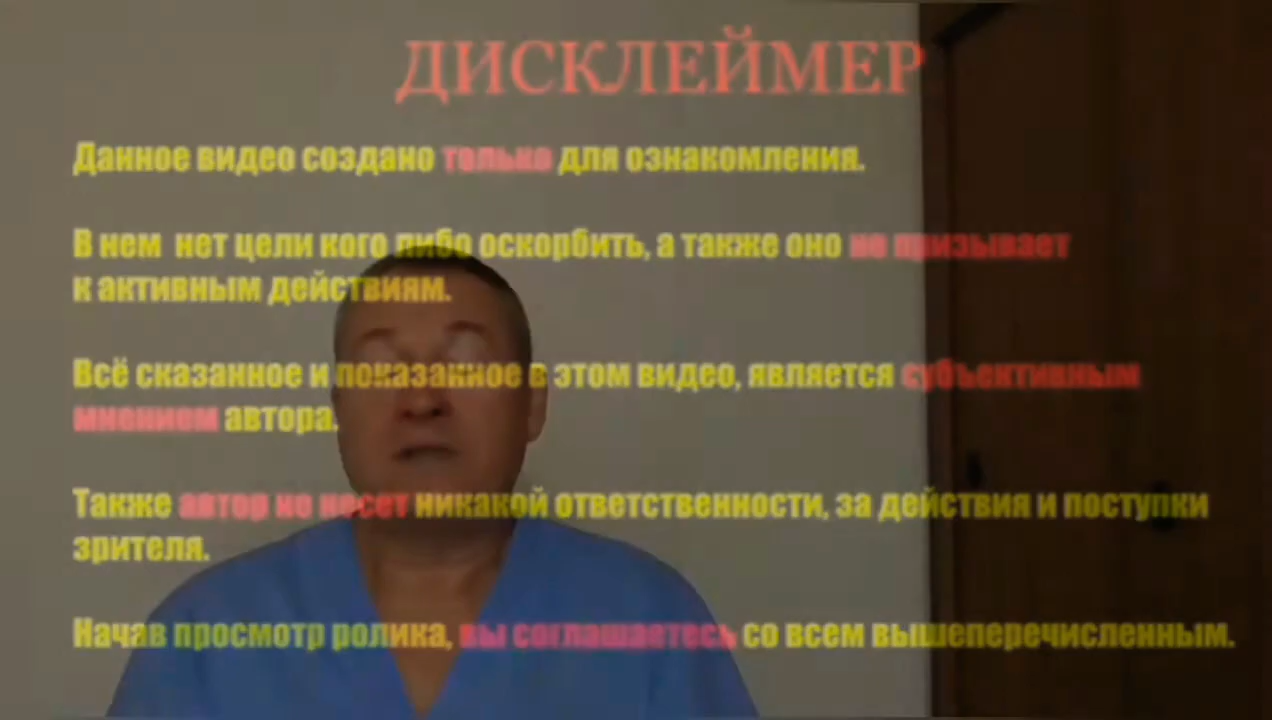 ДИСКЛЕЙМЕР
Данное видео создано только для ознакомления.
В нем нет цели кого либо оскорбить, а также оно не призывает
к активным действиям.
Всё сказанное и показанное в этом видео, является субъективным
мнением автора.
Также автор не несет никакой ответственности, за действия и поступки
зрителя.
Начав просмотр ролика, вы соглашаетесь со всем вышеперечисленным.